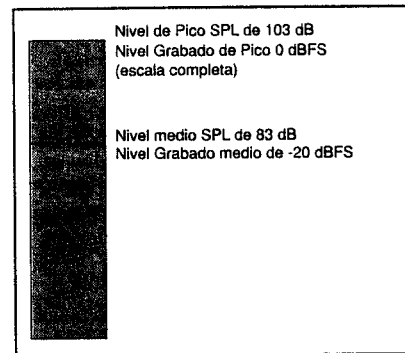 Nivel de Pico SPL de 103 dB
Nivel Grabado de Pico 0 dBFS
(escala completa)
Nivel medio SPL de 83 dB
Nivel Grabado medio de -20 dBFS